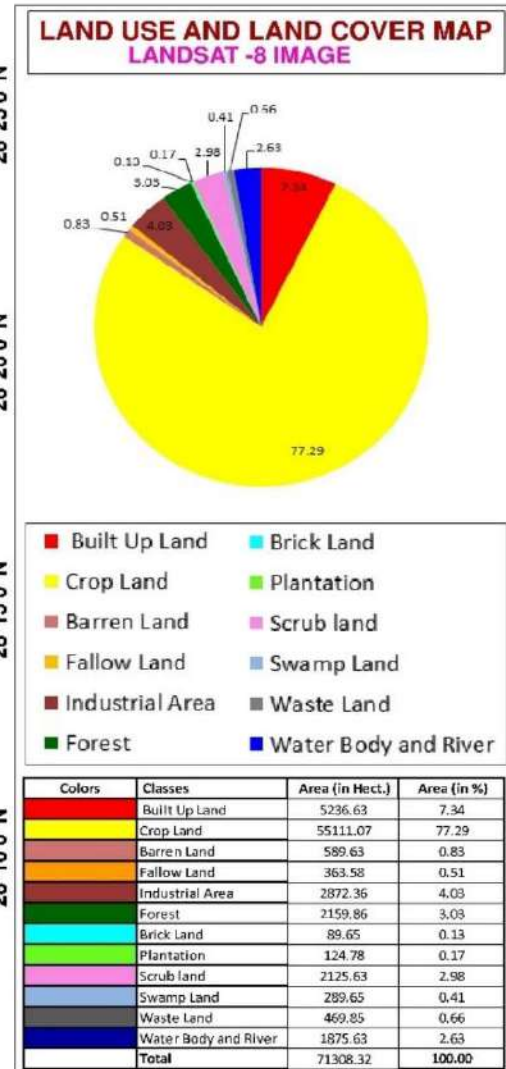 LAND USE AND LAND COVER MAP
LANDSAT -8 IMAGE
0.66
0.41
2.63
2.98
0.17
0.13
3.03
7.34
4.03
0.51
0.83
77.29
Built Up Land
Brick Land
Crop Land
Plantation
Barren Land
Scrub land
Fallow Land
Swamp Land
Industrial Area
Waste Land
Forest
Water Body and River
Colors Classes Area (in Hect.) Area (in %)
Built Up Land 5236.63 7.34
Crop Land 55111.07 77.29
Barren Land 589.63 0.83
Fallow Land 363.58 0.51
Industrial Area 2872.36 4.03
Forest 2159.86 3.03
Brick Land 89.65 0.13
Plantation 124.78 0.17
Scrub land 2125.63 2.98
Swamp Land 289.65 0.41
Waste Land 469.85 0.66
Water Body and River 1875.63 2.63
Total 71308.32 100.00